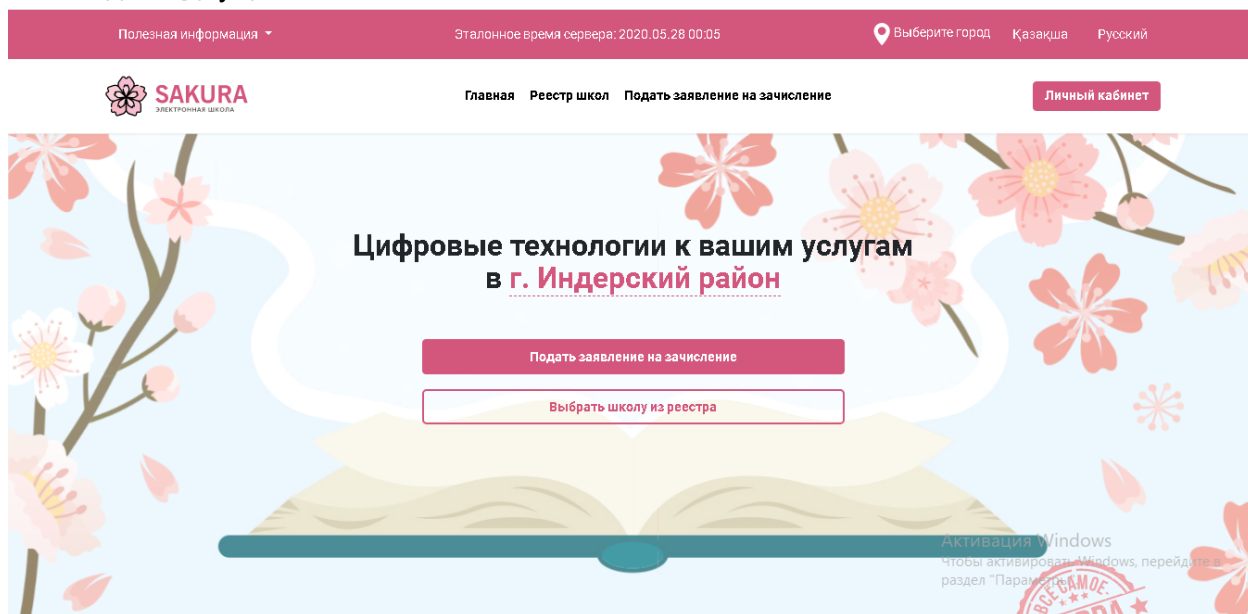 Полезная информация
Эталонное время сервера: 2020.05.28 00:05
Выберите город
Қазақша
Русский
SAKURA
ЭЛЕКТРОННАЯ ШКОЛА
Главная
Реестр школ
Подать заявление на зачисление
Личный кабинет
Цифровые технологии к вашим услугам
в г. Индерский район
Подать заявление на зачисление
Выбрать школу из реестра
Активация Windows
Чтобы активировать Windows, перейдите в
раздел "Параметры".
ВСЁ САМОЕ